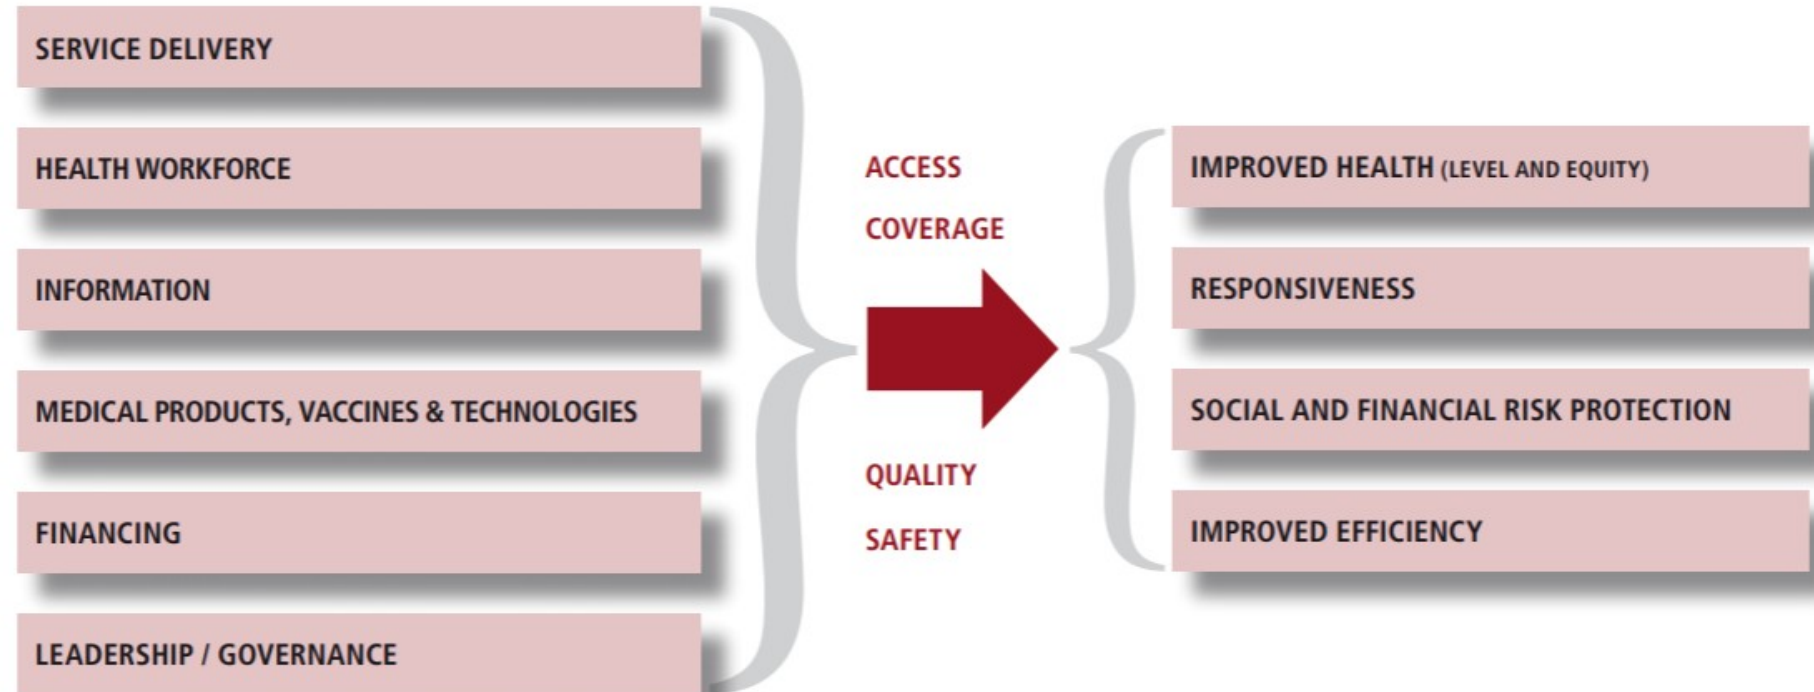 SERVICE DELIVERY
HEALTH WORKFORCE
INFORMATION
MEDICAL PRODUCTS, VACCINES & TECHNOLOGIES
FINANCING
LEADERSHIP / GOVERNANCE
ACCESS
COVERAGE
QUALITY
SAFETY
IMPROVED HEALTH (LEVEL AND EQUITY)
RESPONSIVENESS
SOCIAL AND FINANCIAL RISK PROTECTION
IMPROVED EFFICIENCY